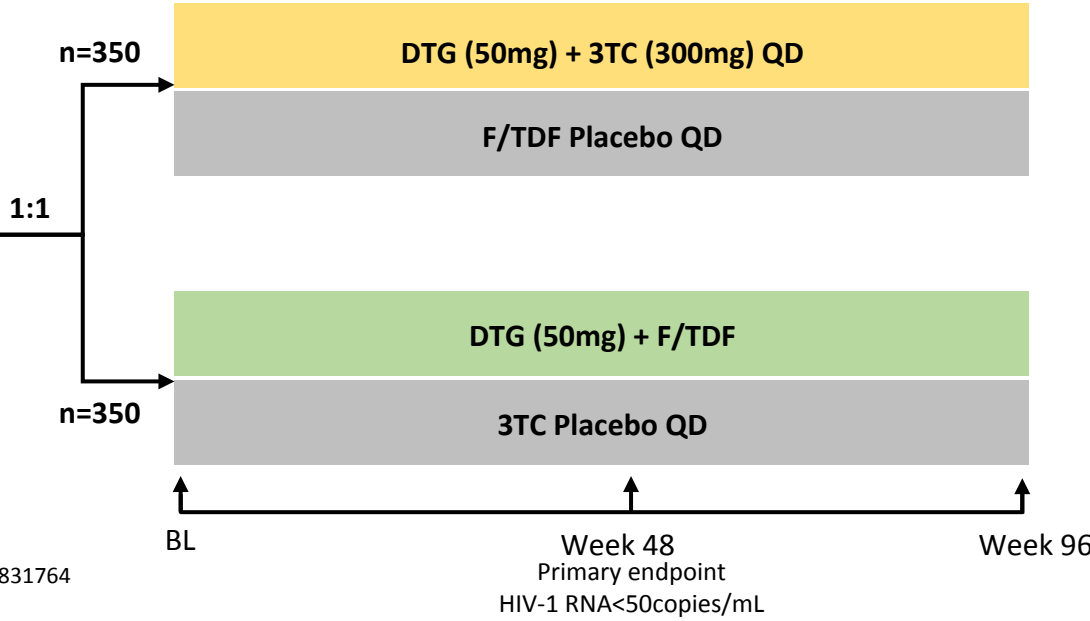 n=350
DTG (50mg) + 3TC (300mg) QD
F/TDF Placebo QD
1:1
DTG (50mg) + F/TDF
n=350
3TC Placebo QD
BL
Week 48
Week 96
Primary endpoint
831764
HIV-1 RNA<50copies/mL